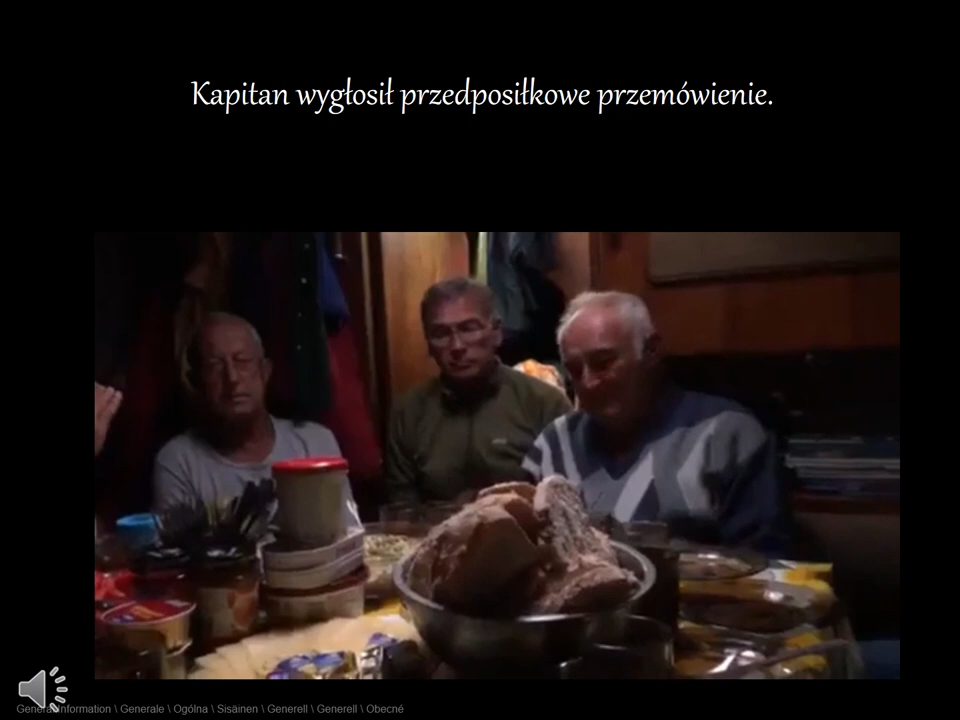 Kapitan wygłosił przedposiłkowe przemówienie.
General Information \ Generale \ Ogólna \ Sisäinen \ Generell \ Generell \ Obecné